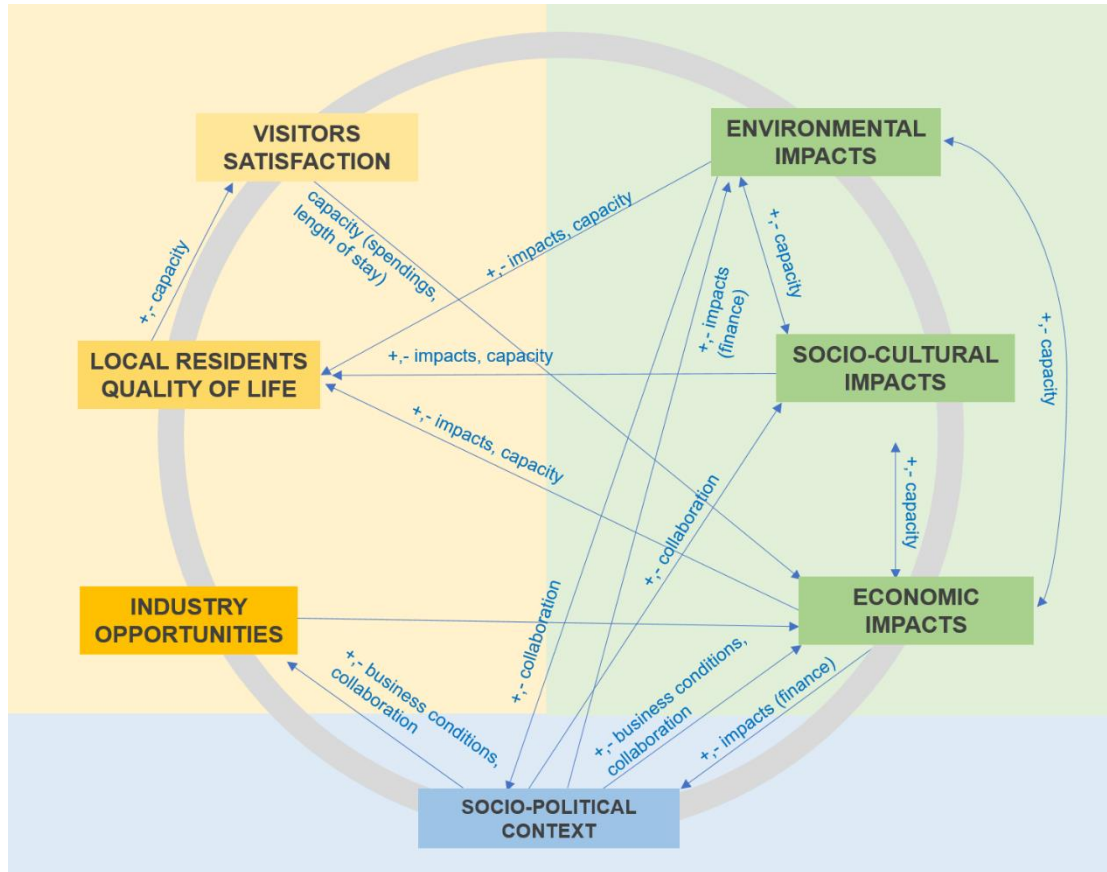 VISITORS
SATISFACTION
ENVIRONMENTAL
IMPACTS
capacity (spendings,
length of stay)
+,- impacts, capacity
+,- capacity
+,- capacity
+,- impacts
(finance)
+,- capacity
LOCAL RESIDENTS
QUALITY OF LIFE
+,- impacts, capacity
SOCIO-CULTURAL
IMPACTS
+,- impacts, capacity
+,- collaboration
+,- capacity
INDUSTRY
OPPORTUNITIES
ECONOMIC
IMPACTS
+,- collaboration
+,- business conditions,
collaboration
+,- business conditions,
collaboration
+,- impacts (finance)
SOCIO-POLITICAL
CONTEXT